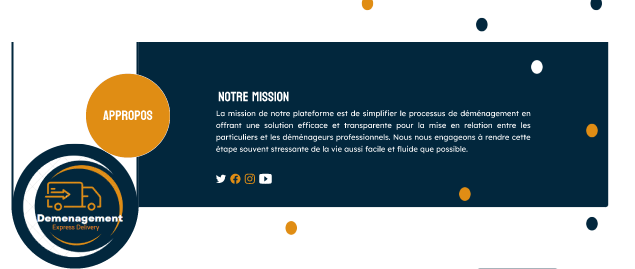 NOTRE MISSION
La mission de notre plateforme est de simplifier le processus de déménagement en
offrant une solution efficace et transparente pour la mise en relation entre les
particuliers et les déménageurs professionnels. Nous nous engageons à rendre cette
étape souvent stressante de la vie aussi facile et fluide que possible.
APPROPOS
Demenagement
Express Delivery